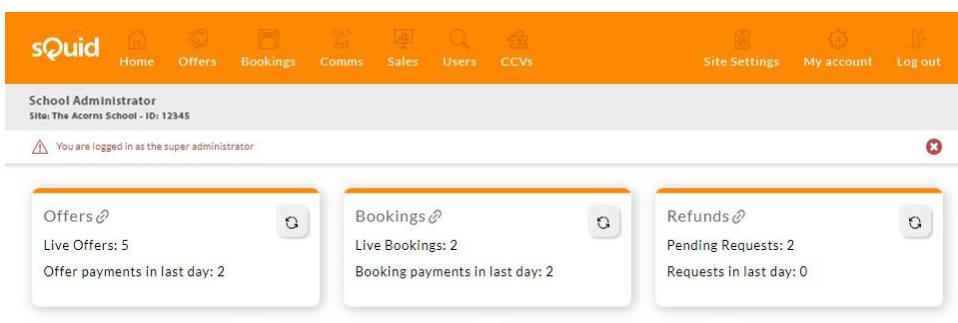 sQuid
Home Offers Bookings Comms Sales Users CCVs Site Settings My account Log out
School Administrator
Site: The Acorns School - ID: 12345
You are logged in as the super administrator
Offers
Live Offers: 5
Offer payments in last day: 2
Bookings
Live Bookings: 2
Booking payments in last day: 2
Refunds
Pending Requests: 2
Requests in last day: 0